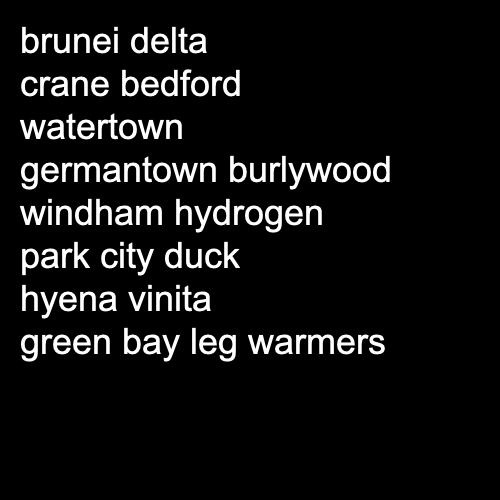 brunei delta
crane bedford
watertown
germantown burlywood
windham hydrogen
park city duck
hyena vinita
green bay leg warmers